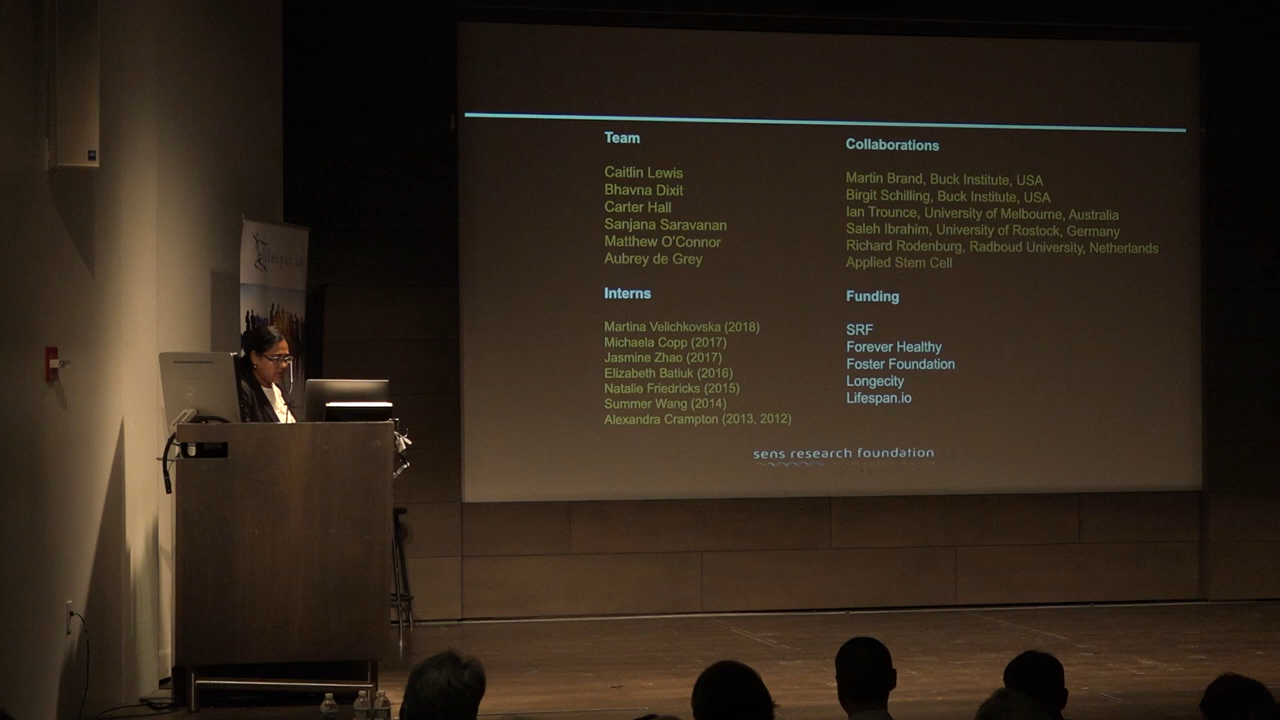 Team
Caitlin Lewis
Bhavna Dixit
Carter Hall
Sanjana Saravanan
Matthew O'Connor
Aubrey de Grey
Interns
Martina Velichkovska (2018)
Michaela Copp (2017)
Jasmine Zhao (2017)
Elizabeth Batiuk (2016)
Natalie Friedricks (2015)
Summer Wang (2014)
Alexandra Crampton (2013, 2012)
Collaborations
Martin Brand, Buck Institute, USA
Birgit Schilling, Buck Institute, USA
Ian Trounce, University of Melbourne, Australia
Saleh Ibrahim, University of Rostock, Germany
Richard Rodenburg, Radboud University, Netherlands
Applied Stem Cell
Funding
SRF
Forever Healthy
Foster Foundation
Longecity
Lifespan.io
sens research foundation
Lifespan.io